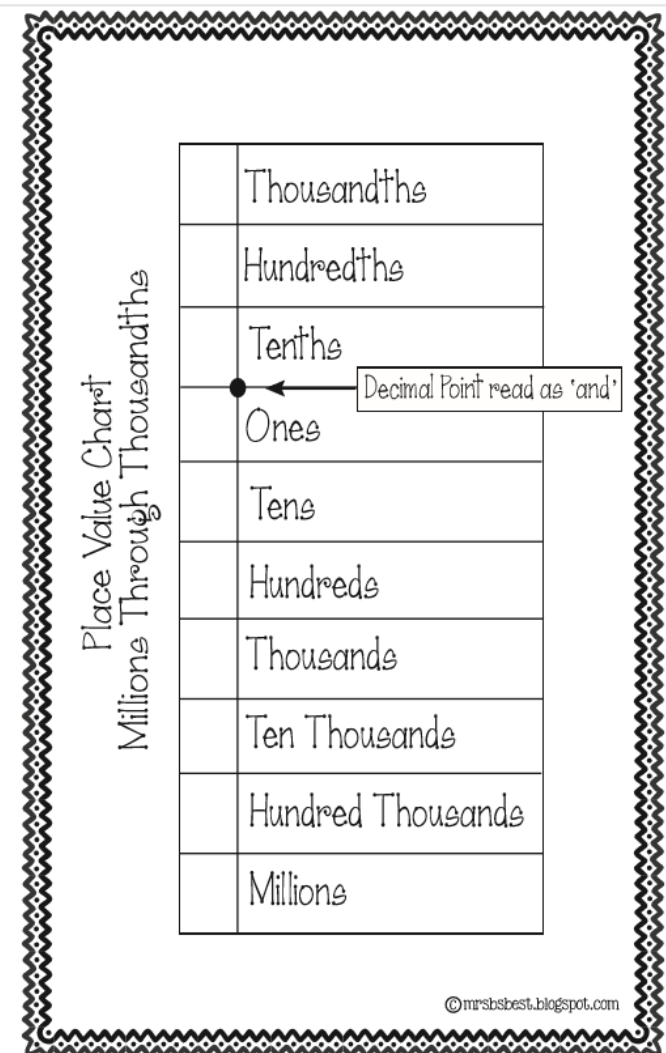 Place Value Chart
Millions Through Thousandths
Thousandths
Hundredths
Tenths
Decimal Point read as 'and'
Ones
Tens
Hundreds
Thousands
Ten Thousands
Hundred Thousands
Millions
©mrsbsbest.blogspot.com